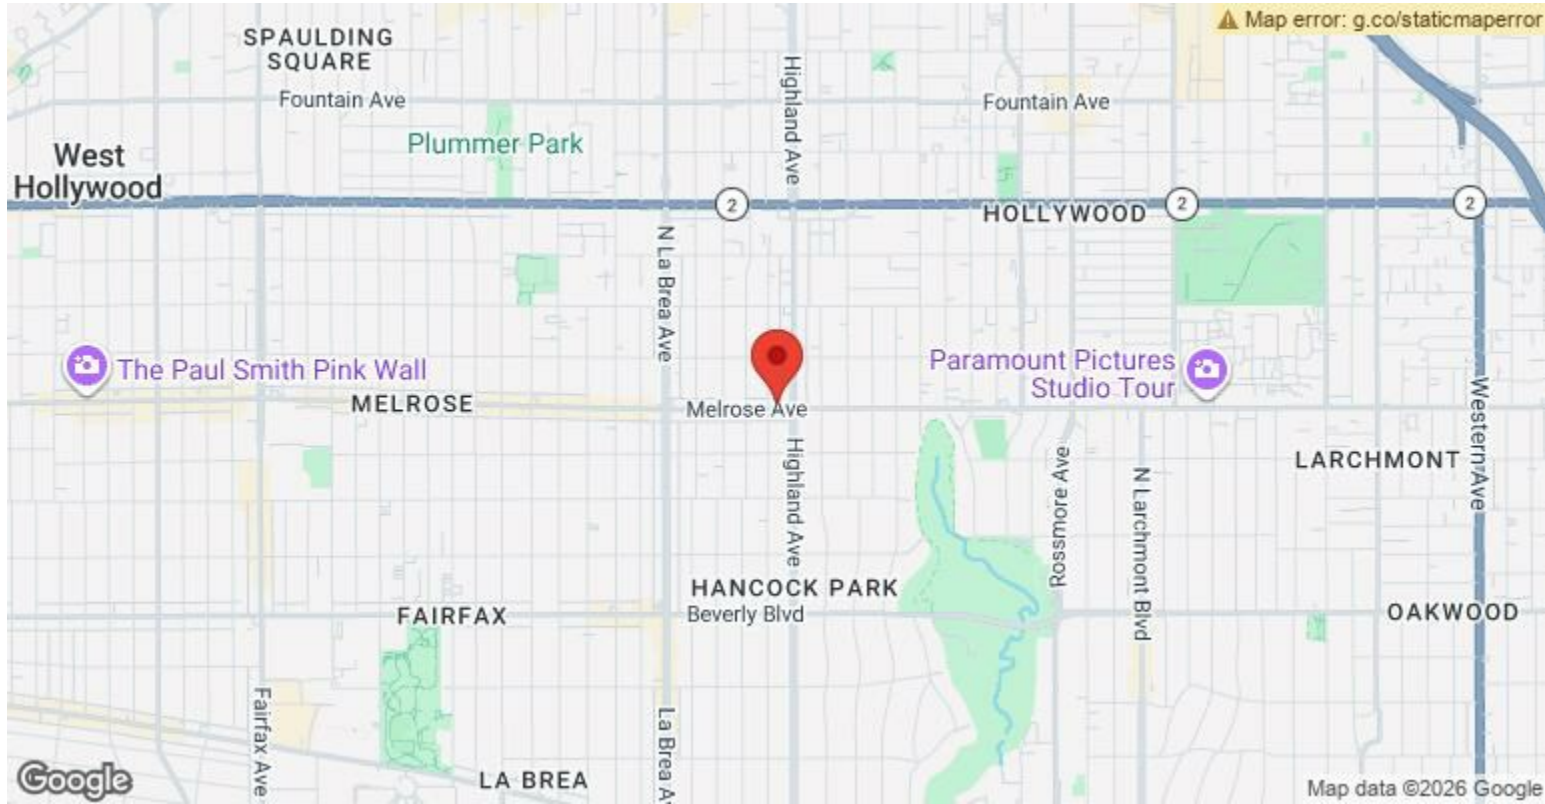 Map error: g.co/staticmaperror
SPAULDING
SQUARE
Fountain Ave
Fountain Ave
Highland Ave
Plummer Park
West
Hollywood
2
HOLLYWOOD
2
2
N La Brea Ave
The Paul Smith Pink Wall
Paramount Pictures
Studio Tour
MELROSE
Melrose Ave
Western Ave
Highland Ave
LARCHMONT
Rossmore Ave
N Larchmont Blvd
HANCOCK PARK
FAIRFAX
Beverly Blvd
OAKWOOD
Fairfax Ave
La Brea Av
LA BREA
Google
Map data ©2026 Google